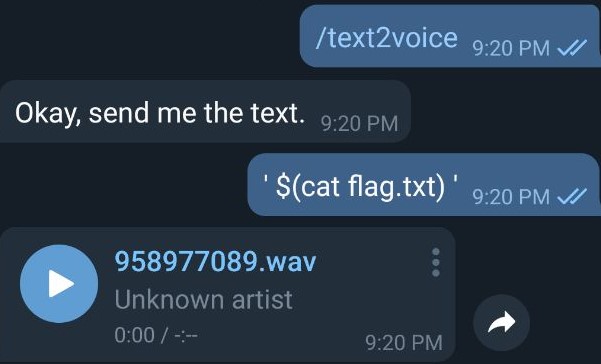 /text2voice 9:20 PM
Okay, send me the text. 9:20 PM
' $(cat flag.txt) ' 9:20 PM
958977089.wav
Unknown artist
0:00 / -:-- 9:20 PM